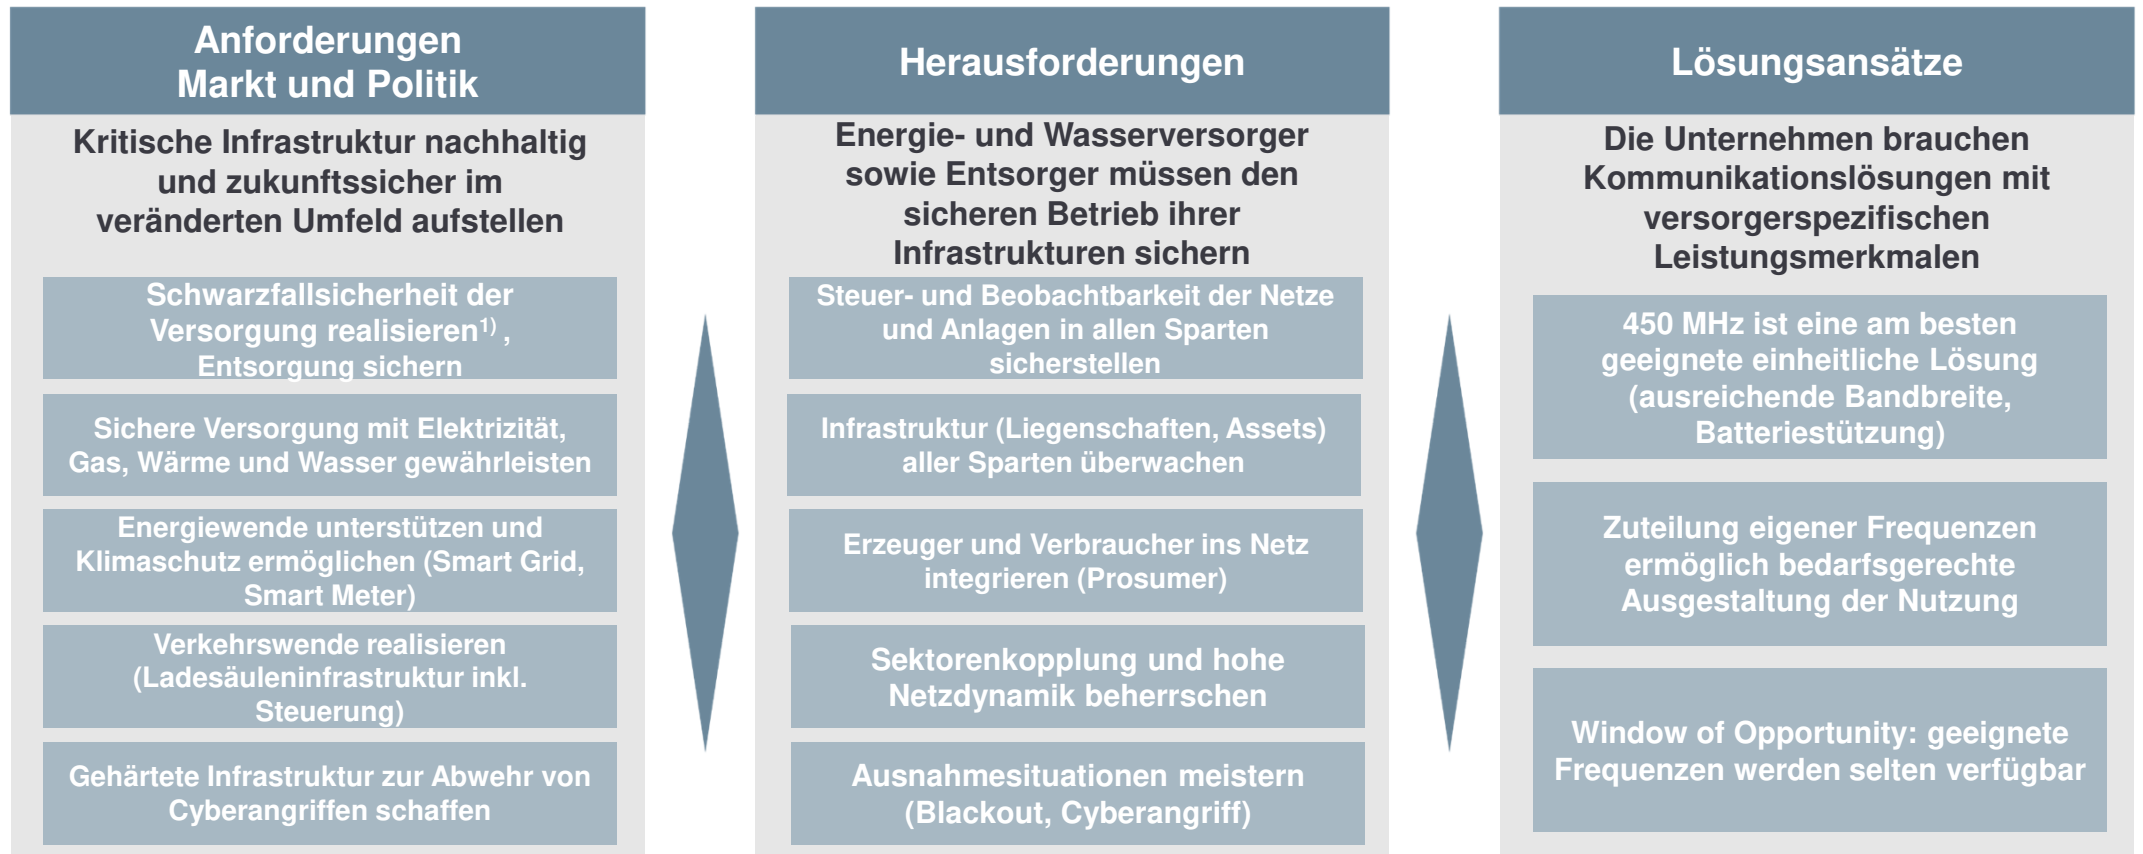 Anforderungen
Markt und Politik
Kritische Infrastruktur nachhaltig
und zukunftssicher im
veränderten Umfeld aufstellen
Schwarzfallsicherheit der
Versorgung realisieren¹⁾ ,
Entsorgung sichern
Sichere Versorgung mit Elektrizität,
Gas, Wärme und Wasser gewährleisten
Energiewende unterstützen und
Klimaschutz ermöglichen (Smart Grid,
Smart Meter)
Verkehrswende realisieren
(Ladesäuleninfrastruktur inkl.
Steuerung)
Gehärtete Infrastruktur zur Abwehr von
Cyberangriffen schaffen
Herausforderungen
Energie- und Wasserversorger
sowie Entsorger müssen den
sicheren Betrieb ihrer
Infrastrukturen sichern
Steuer- und Beobachtbarkeit der Netze
und Anlagen in allen Sparten
sicherstellen
Infrastruktur (Liegenschaften, Assets)
aller Sparten überwachen
Erzeuger und Verbraucher ins Netz
integrieren (Prosumer)
Sektorenkopplung und hohe
Netzdynamik beherrschen
Ausnahmesituationen meistern
(Blackout, Cyberangriff)
Lösungsansätze
Die Unternehmen brauchen
Kommunikationslösungen mit
versorgerspezifischen
Leistungsmerkmalen
450 MHz ist eine am besten
geeignete einheitliche Lösung
(ausreichende Bandbreite,
Batteriestützung)
Zuteilung eigener Frequenzen
ermöglich bedarfsgerechte
Ausgestaltung der Nutzung
Window of Opportunity: geeignete
Frequenzen werden selten verfügbar